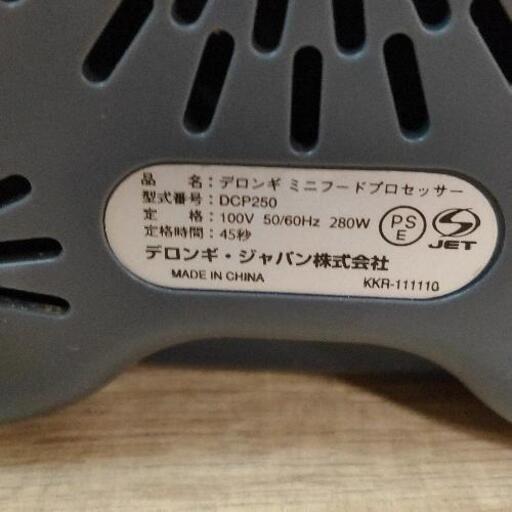 品　　名：デロンギ ミニフードプロセッサー
型式番号：DCP250
定　　格：100V 50/60Hz 280W
定格時間：45秒
PS
E
JET
デロンギ・ジャパン株式会社
MADE IN CHINA
KKR-111110